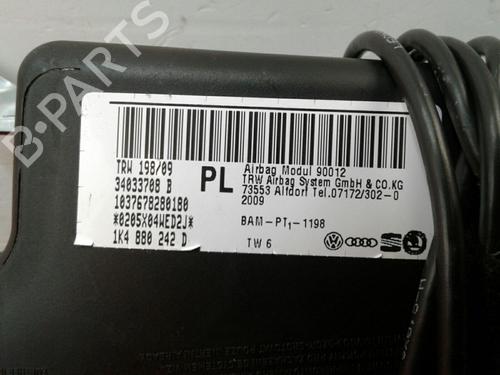 B-PARTS
TRW 198/09
34033708 B
1037678280180
*0205X04WED2J*
1K4 880 242 D
PL
Airbag Modul 90012
TRW Airbag System GmbH & CO.KG
73553 Alfdorf Tel.07172/302-0
2009
BAM-PT1-1198
TW 6